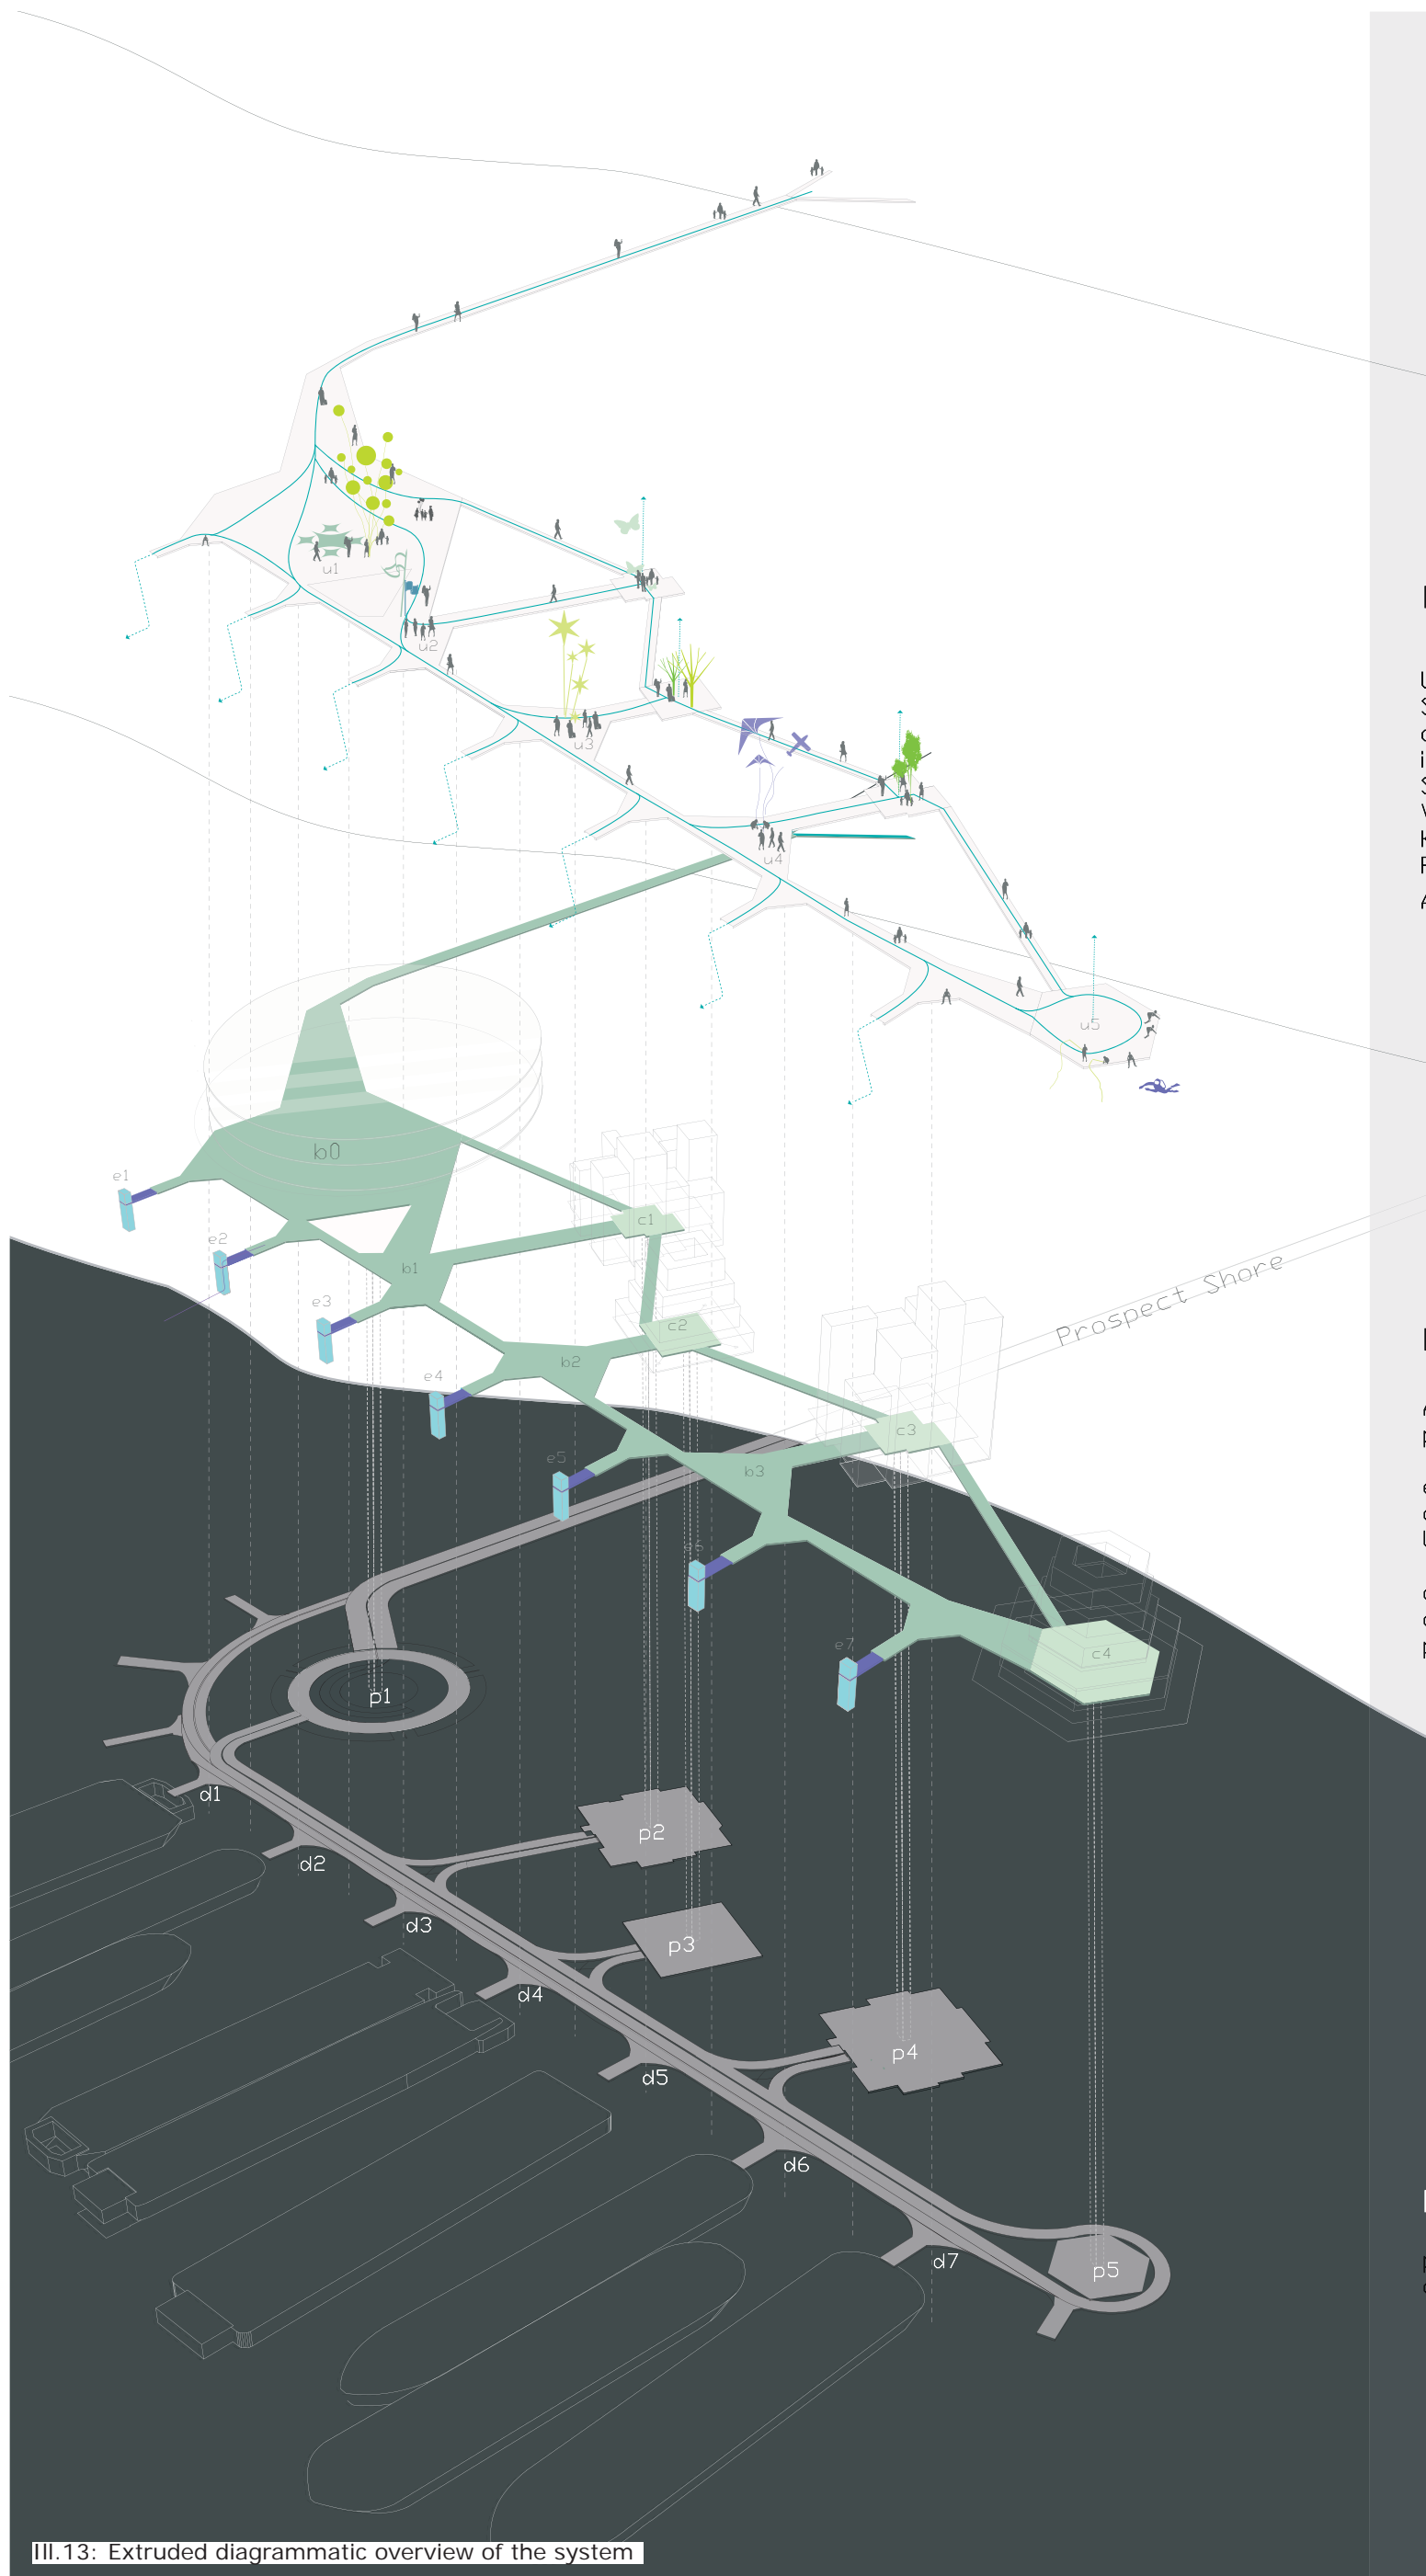 u1
u2
u3
u4
u5
b0
e1
c1
e2
b1
e3
Prospect Shore
c2
b2
e4
c3
e5
b3
e6
c4
e7
p1
d1
p2
d2
d3
p3
d4
p4
d5
d6
d7
p5
III.13: Extruded diagrammatic overview of the system